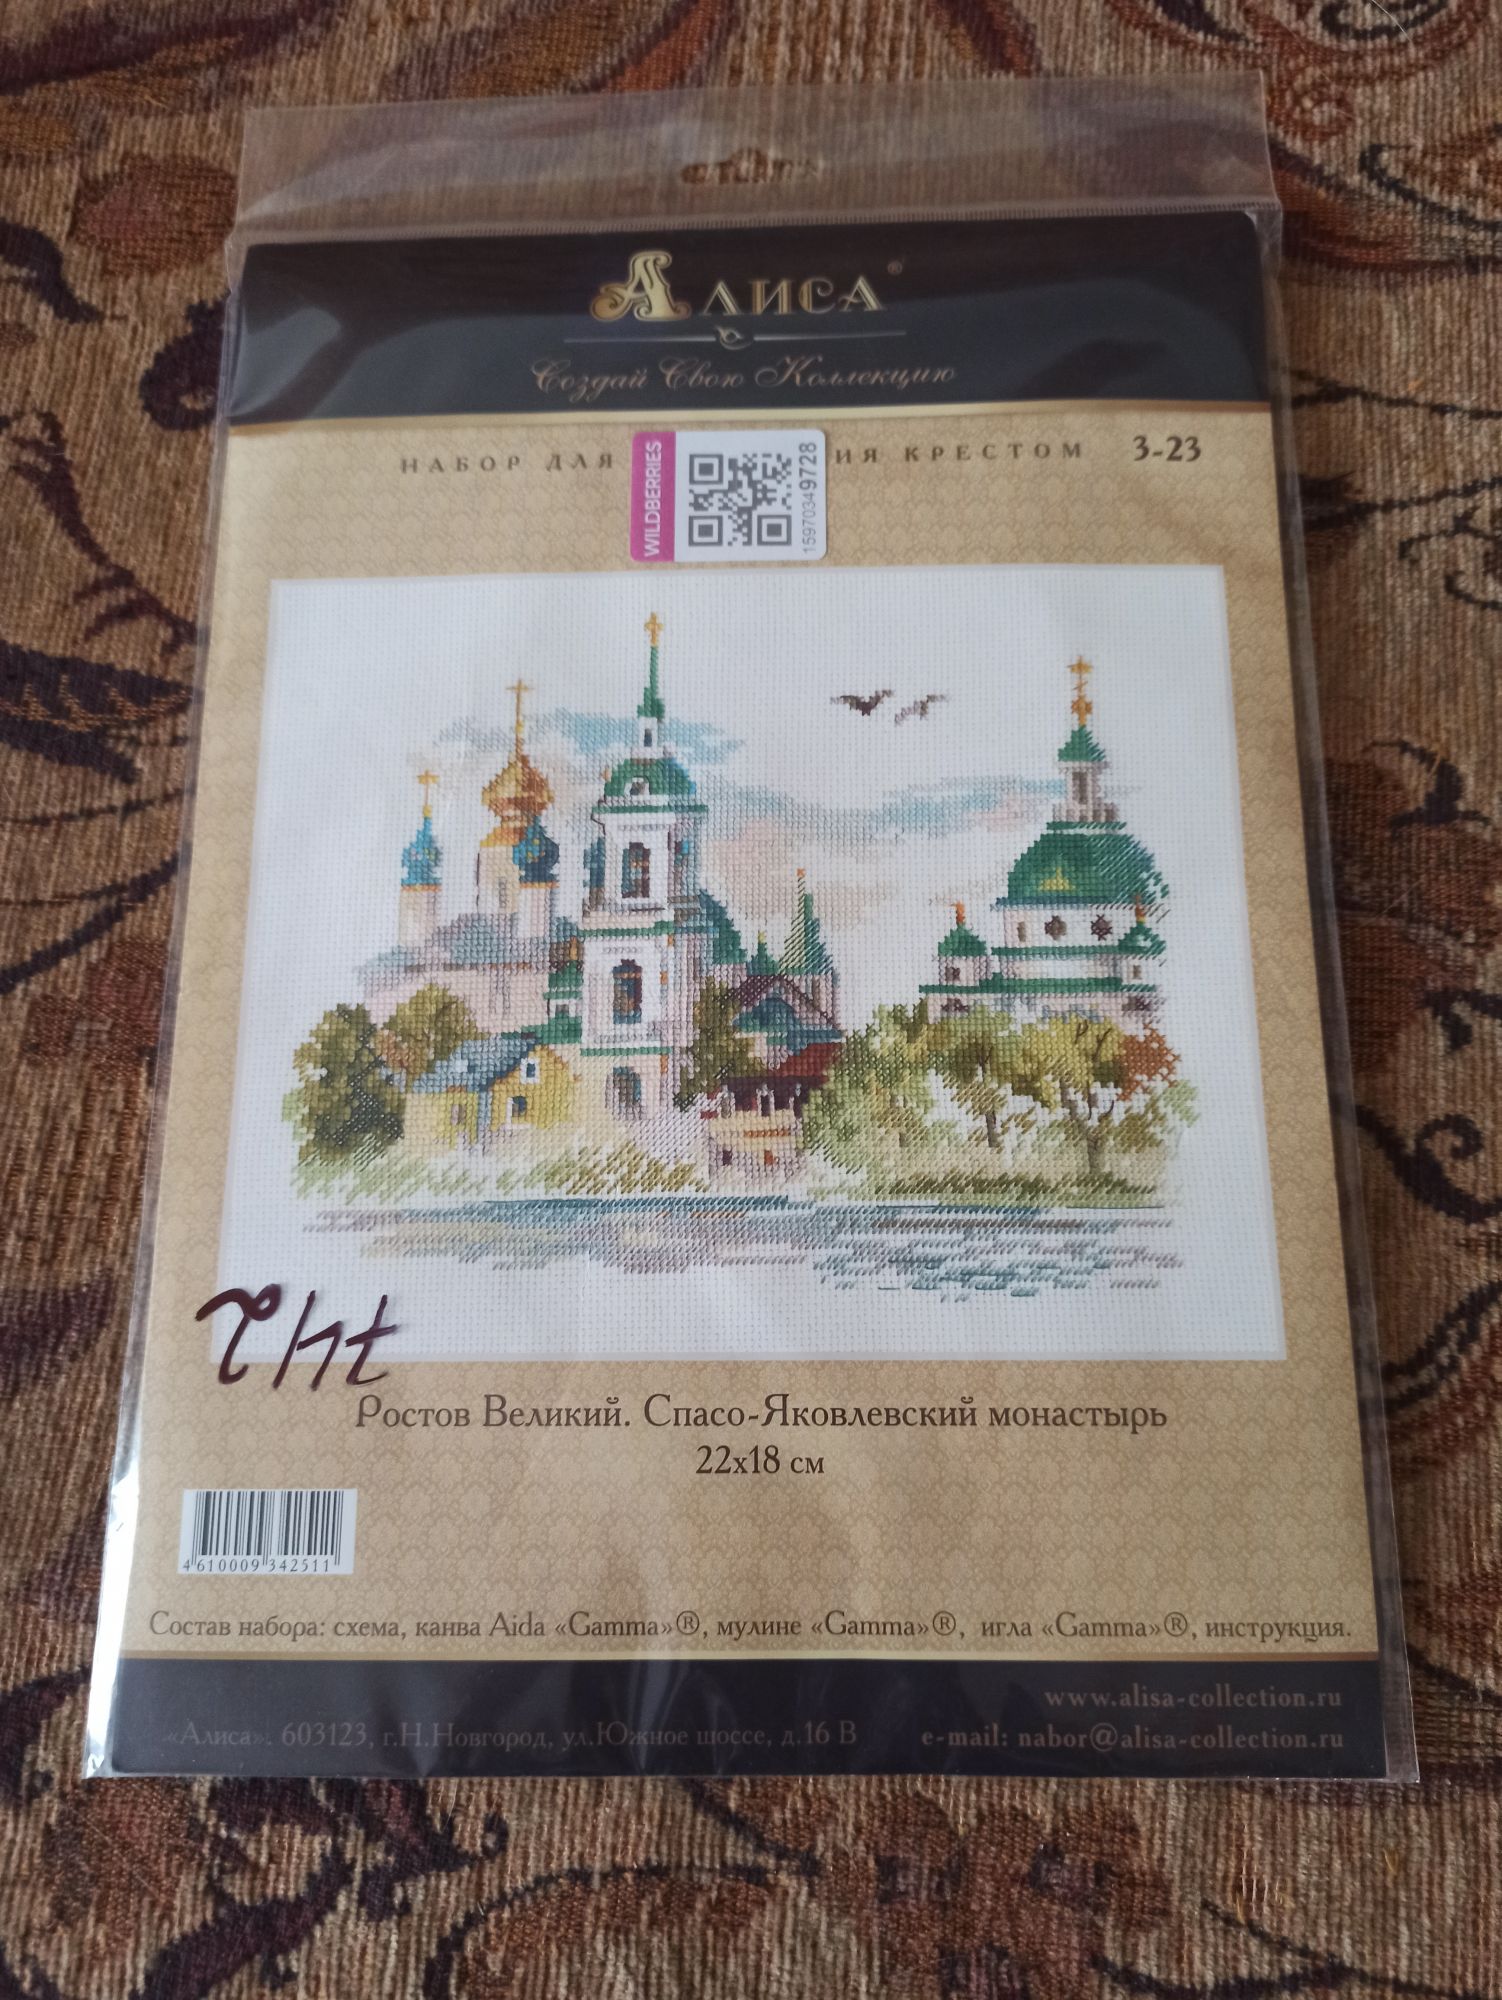 Алиса®
Создай Свою Коллекцию
НАБОР ДЛЯ ИЯ КРЕСТОМ 3-23
WILDBERRIES
15970349728
Ростов Великий. Спасо-Яковлевский монастырь
22х18 см
4 610009 342511
Состав набора: схема, канва Aida «Gamma»®, мулине «Gamma»®, игла «Gamma»®, инструкция.
www.alisa-collection.ru
«Алиса»: 603123, г.Н.Новгород, ул.Южное шоссе, д.16 В e-mail: nabor@alisa-collection.ru